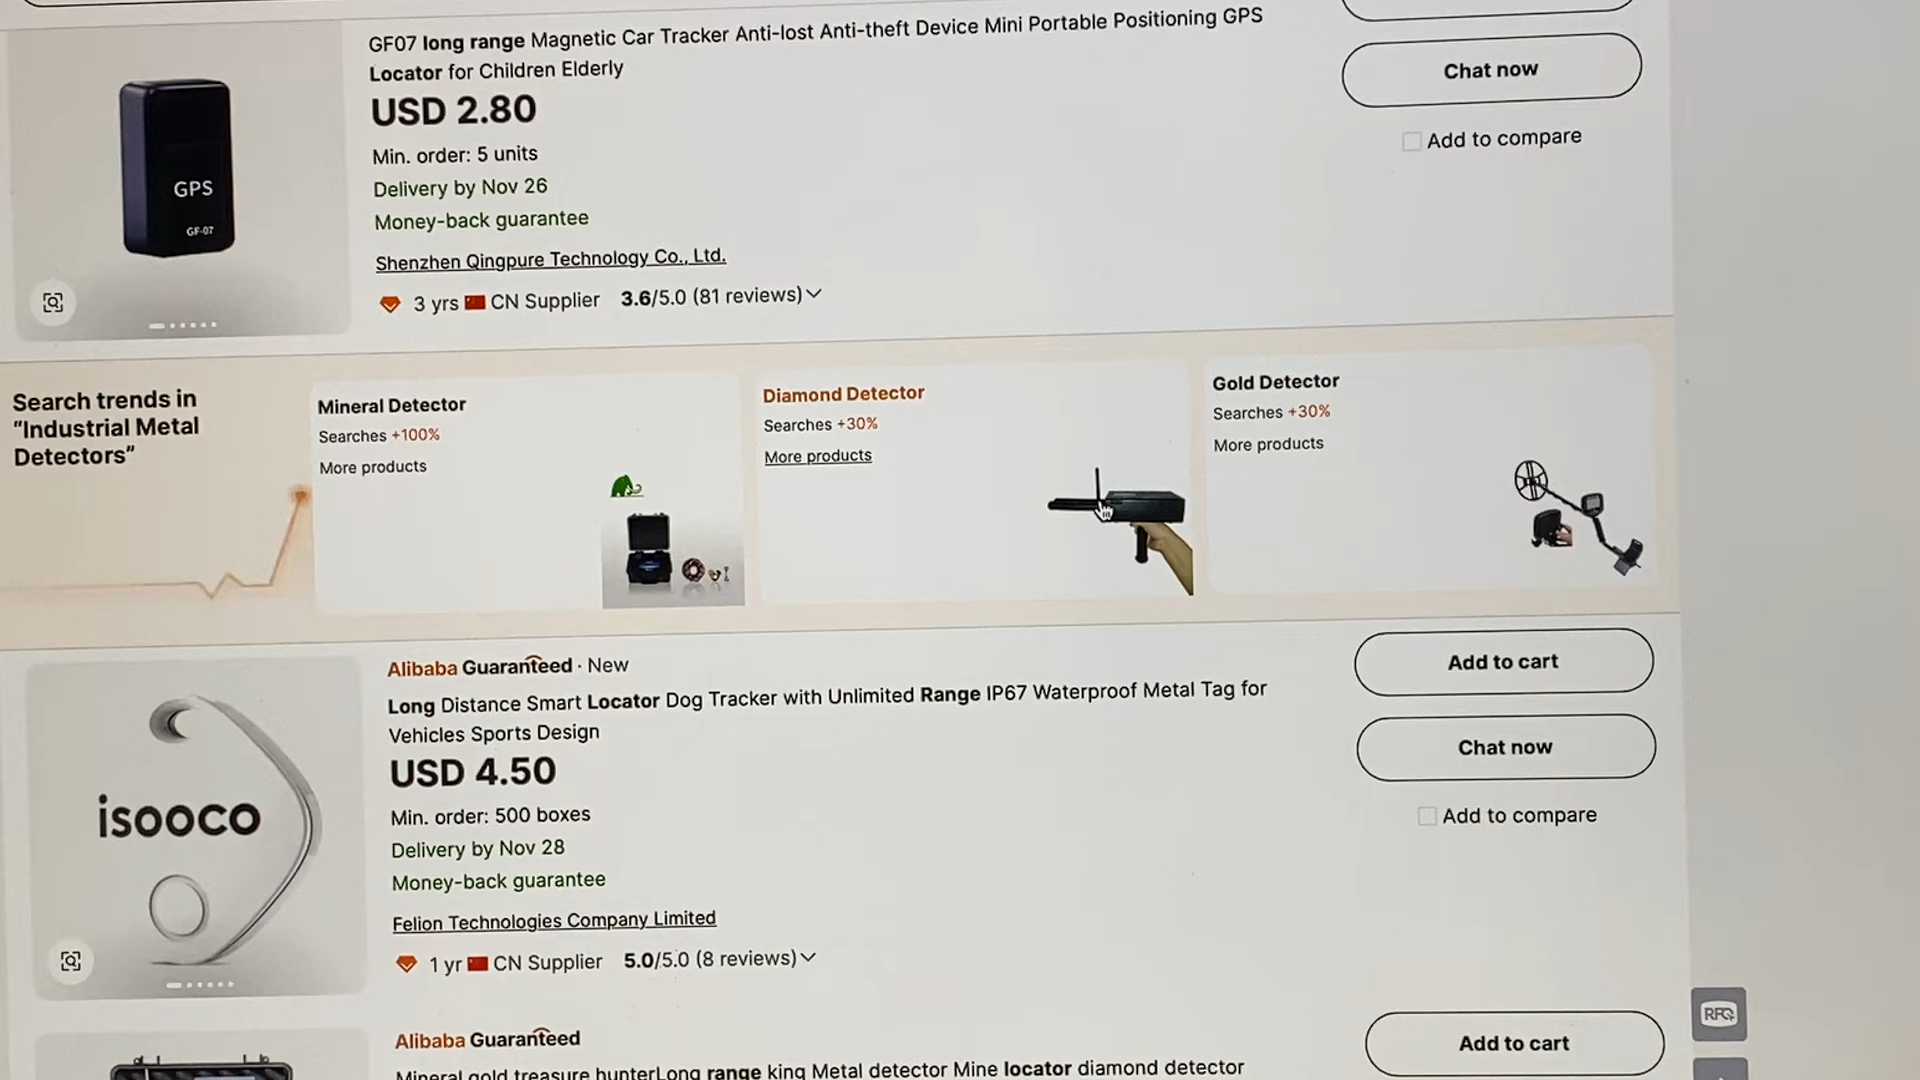 GF07 long range Magnetic Car Tracker Anti-lost Anti-theft Device Mini Portable Positioning GPS
Locator for Children Elderly
USD 2.80
Min. order: 5 units
Delivery by Nov 26
Money-back guarantee
Shenzhen Qingpure Technology Co., Ltd.
3 yrs CN Supplier 3.6/5.0 (81 reviews)
GPS
GF-07
Chat now
Add to compare
Search trends in
"Industrial Metal
Detectors"
Mineral Detector
Searches +100%
More products
Diamond Detector
Searches +30%
More products
Gold Detector
Searches +30%
More products
isooco
Alibaba Guaranteed · New
Long Distance Smart Locator Dog Tracker with Unlimited Range IP67 Waterproof Metal Tag for
Vehicles Sports Design
USD 4.50
Min. order: 500 boxes
Delivery by Nov 28
Money-back guarantee
Felion Technologies Company Limited
1 yr CN Supplier 5.0/5.0 (8 reviews)
Add to cart
Chat now
Add to compare
RFQ
Alibaba Guaranteed
Mineral gold treasure hunterLong range king Metal detector Mine locator diamond detector
Add to cart